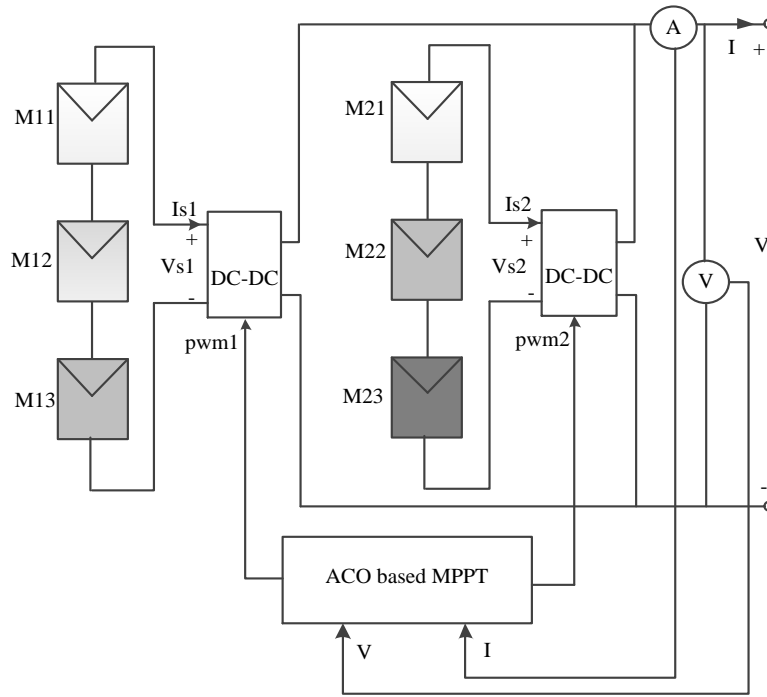 A
I
+
M11
M21
Is1
Is2
+
+
M12
Vs1
DC-DC
M22
Vs2
DC-DC
V
V
-
-
pwm1
pwm2
M13
M23
-
ACO based MPPT
V
I